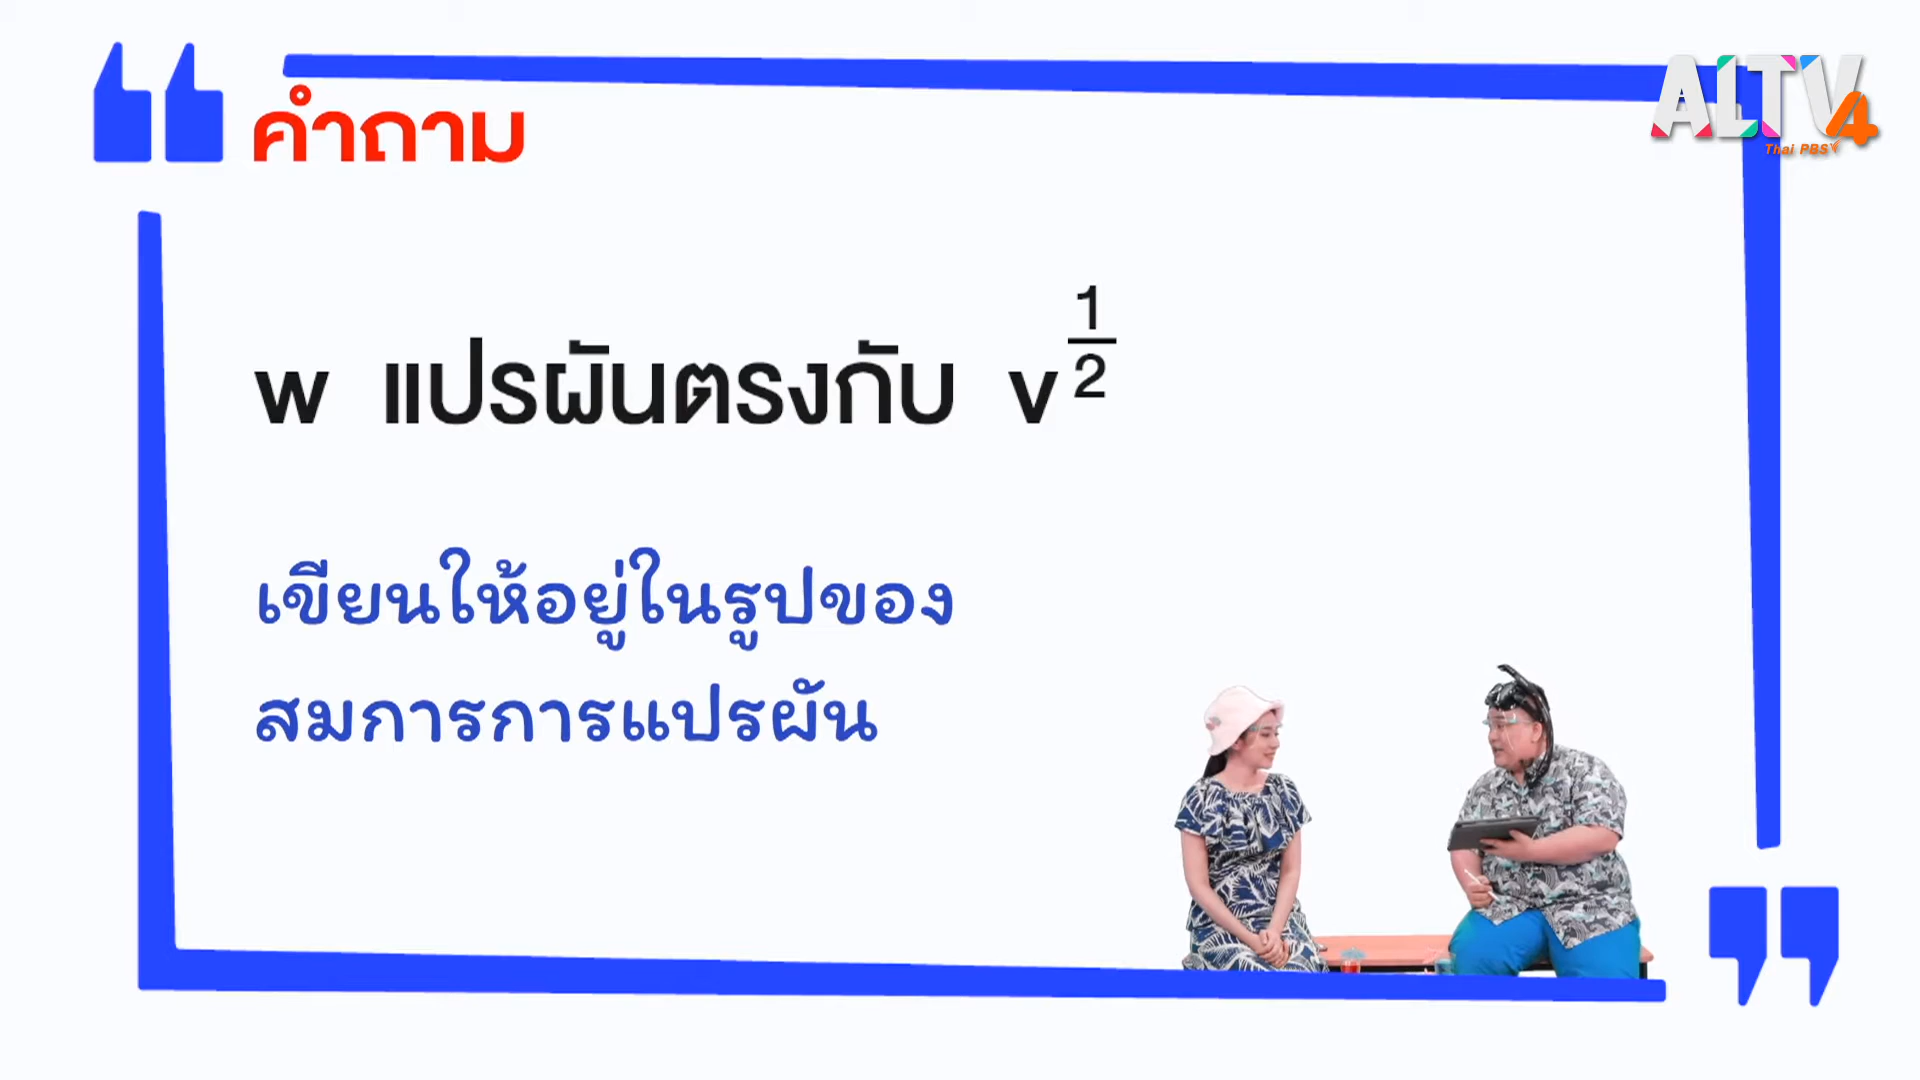 คำถาม
ALTV4
Thai PBS
w แปรผันตรงกับ v^{\frac{1}{2}}
เขียนให้อยู่ในรูปของ
สมการการแปรผัน